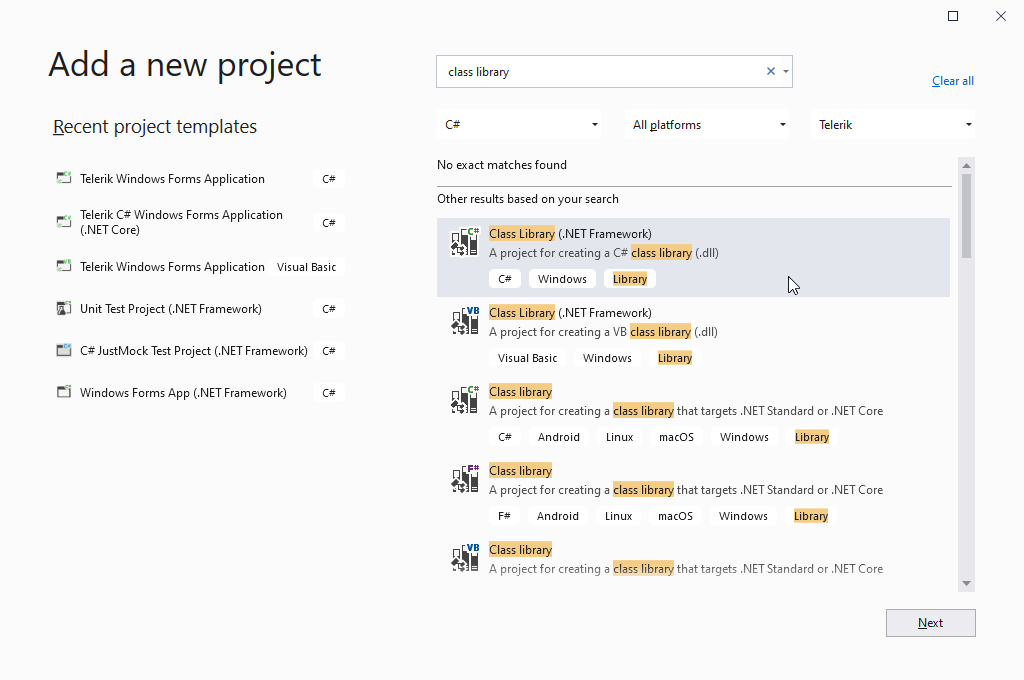 Add a new project
Recent project templates
Telerik Windows Forms Application C#
Telerik C# Windows Forms Application
(.NET Core) C#
Telerik Windows Forms Application Visual Basic
Unit Test Project (.NET Framework) C#
C# JustMock Test Project (.NET Framework) C#
Windows Forms App (.NET Framework) C#
class library
Clear all
C# All platforms Telerik
No exact matches found
Other results based on your search
C#
Class Library (.NET Framework)
A project for creating a C# class library (.dll)
C# Windows Library
VB
Class Library (.NET Framework)
A project for creating a VB class library (.dll)
Visual Basic Windows Library
C#
Class library
A project for creating a class library that targets .NET Standard or .NET Core
C# Android Linux macOS Windows Library
F#
Class library
A project for creating a class library that targets .NET Standard or .NET Core
F# Android Linux macOS Windows Library
VB
Class library
A project for creating a class library that targets .NET Standard or .NET Core
Next